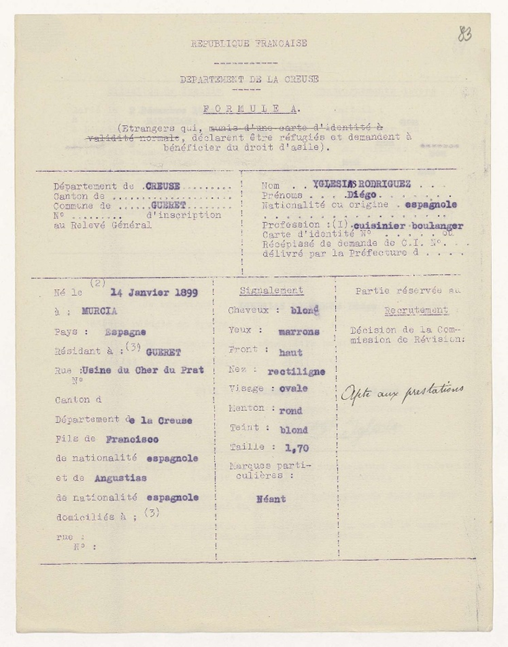 83
REPUBLIQUE FRANCAISE
DEPARTEMENT DE LA CREUSE
FORMULE A.
(Etrangers qui, munis d'une carte d'identité à
validité normale, déclarent être réfugiés et demandent à
bénéficier du droit d'asile).
Département de CREUSE
Canton de
Commune de GUERET
N° d'inscription
au Relevé Général
Nom YGLESIAS RODRIGUEZ
Prénoms Diégo
Nationalité ou origine espagnole
Profession :(1) cuisinier boulanger
Carte d'identité N° ou
Récépissé de demande de C.I. N°
délivré par la Préfecture d
(2)
Né le 14 Janvier 1899
à : MURCIA
Pays : Espagne
Résidant à :(3) GUERET
Rue :Usine du Cher du Prat
N°
Canton d
Département de la Creuse
Fils de Francisco
de nationalité espagnole
et de Angustias
de nationalité espagnole
domiciliés à : (3)
rue :
N° :
Signalement
Cheveux : blond
Yeux : marrons
Front : haut
Nez : rectiligne
Visage : ovale
Menton : rond
Teint : blond
Taille : 1,70
Marques parti-
culières :
Néant
Partie réservée au
Recrutement
Décision de la Com-
mission de Révision:
Apte aux prestations